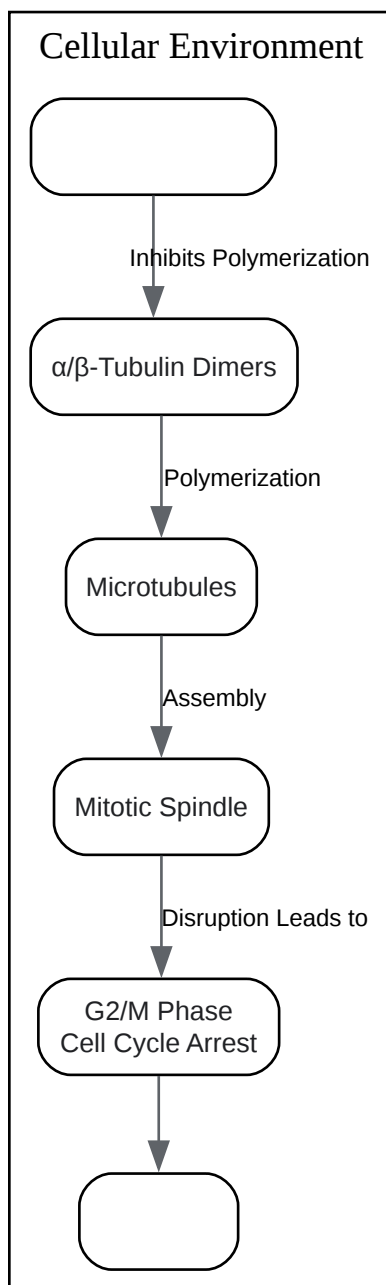 Cellular Environment
Inhibits Polymerization
α/β-Tubulin Dimers
Polymerization
Microtubules
Assembly
Mitotic Spindle
Disruption Leads to
G2/M Phase
Cell Cycle Arrest